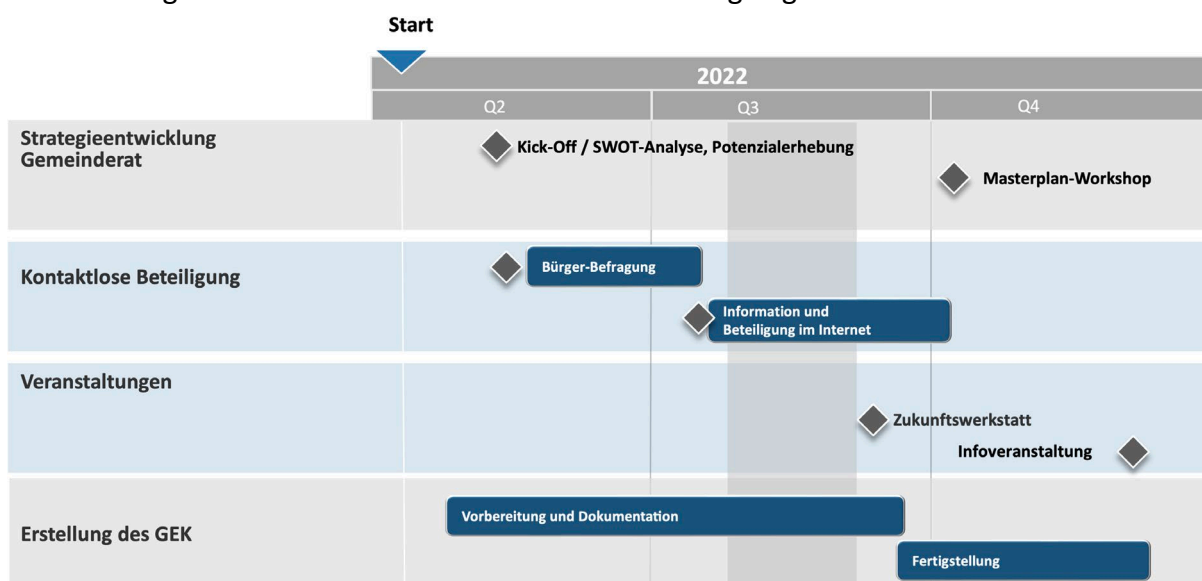 Start
2022
Q2 Q3 Q4
Strategieentwicklung
Gemeinderat
Kick-Off / SWOT-Analyse, Potenzialerhebung
Masterplan-Workshop
Kontaktlose Beteiligung
Bürger-Befragung
Information und
Beteiligung im Internet
Veranstaltungen
Zukunftswerkstatt
Infoveranstaltung
Erstellung des GEK
Vorbereitung und Dokumentation
Fertigstellung